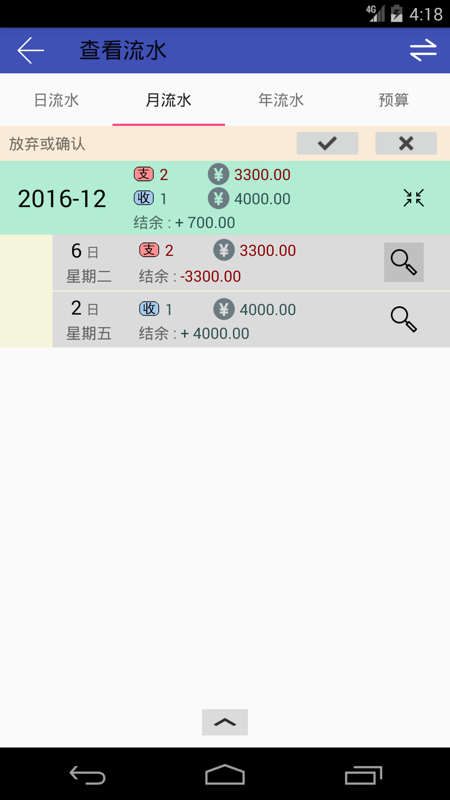 4G 4:18
查看流水
日流水 月流水 年流水 预算
放弃或确认
2016-12
支 2 ¥ 3300.00
收 1 ¥ 4000.00
结余 : + 700.00
6 日 支 2 ¥ 3300.00
星期二 结余 : -3300.00
2 日 收 1 ¥ 4000.00
星期五 结余 : + 4000.00